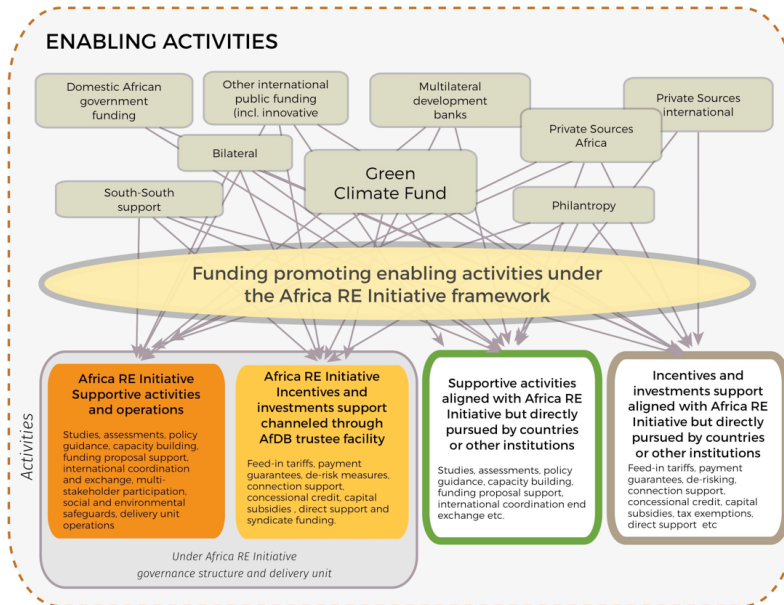 ENABLING ACTIVITIES
Domestic African
government
funding
Other international
public funding
(incl. innovative
Multilateral
development
banks
Private Sources
international
Private Sources
Africa
Bilateral
Green
Climate Fund
South-South
support
Philantropy
Funding promoting enabling activities under
the Africa RE Initiative framework
Activities
Africa RE Initiative
Supportive activities
and operations
Studies, assessments, policy
guidance, capacity building,
funding proposal support,
international coordination
and exchange, multi-
stakeholder participation,
social and environmental
safeguards, delivery unit
operations
Africa RE Initiative
Incentives and
investments support
channeled through
AfDB trustee facility
Feed-in tariffs, payment
guarantees, de-risk measures,
connection support,
concessional credit, capital
subsidies , direct support and
syndicate funding.
Under Africa RE Initiative
governance structure and delivery unit
Supportive activities
aligned with Africa RE
Initiative but directly
pursued by countries
or other institutions
Studies, assessments, policy
guidance, capacity building,
funding proposal support,
international coordination end
exchange etc.
Incentives and
investments support
aligned with Africa RE
Initiative but directly
pursued by countries
or other institutions
Feed-in tariffs, payment
guarantees, de-risking,
connection support,
concessional credit, capital
subsidies, tax exemptions,
direct support etc